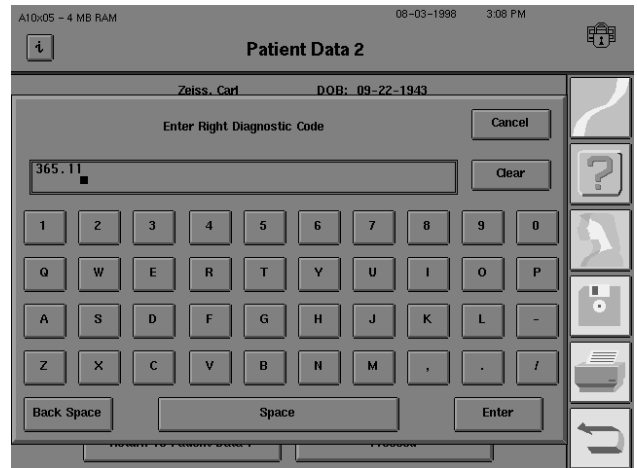 A10x05 - 4 MB RAM 08-03-1998 3:08 PM
i Patient Data 2
Zeiss, Carl DOB: 09-22-1943
Enter Right Diagnostic Code Cancel
365.11 Clear
1 2 3 4 5 6 7 8 9 0
Q W E R T Y U I O P
A S D F G H J K L -
Z X C V B N M , . /
Back Space Space Enter